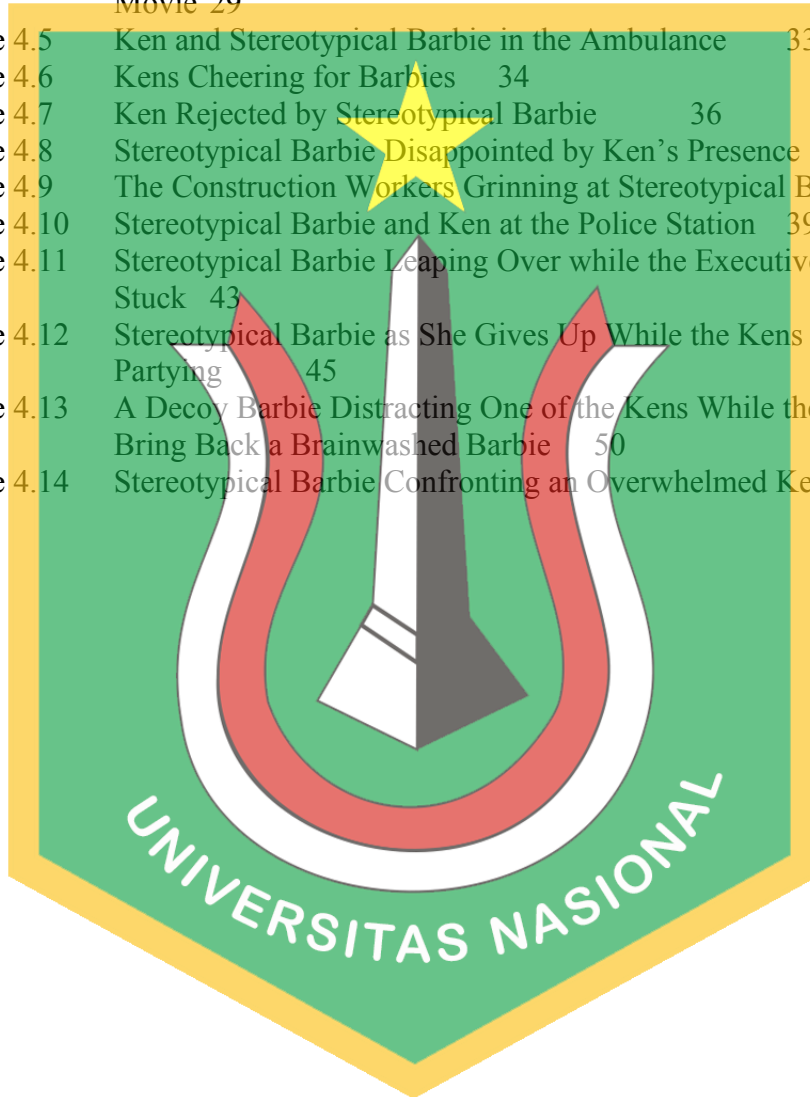 Movie 29
e 4.5 Ken and Stereotypical Barbie in the Ambulance 33
e 4.6 Kens Cheering for Barbies 34
e 4.7 Ken Rejected by Stereotypical Barbie 36
e 4.8 Stereotypical Barbie Disappointed by Ken’s Presence
e 4.9 The Construction Workers Grinning at Stereotypical B
e 4.10 Stereotypical Barbie and Ken at the Police Station 39
e 4.11 Stereotypical Barbie Leaping Over while the Executive
Stuck 43
e 4.12 Stereotypical Barbie as She Gives Up While the Kens
Partying 45
e 4.13 A Decoy Barbie Distracting One of the Kens While the
Bring Back a Brainwashed Barbie 50
e 4.14 Stereotypical Barbie Confronting an Overwhelmed Ke
UNIVERSITAS NASIONAL